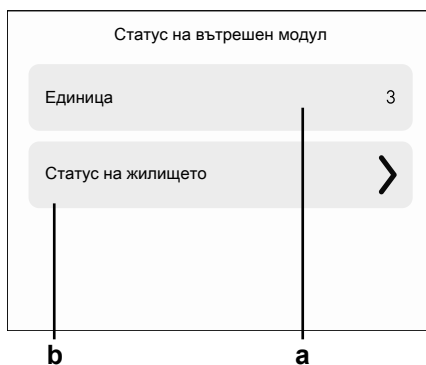 Статус на вътрешен модул
Единица 3
Статус на жилището
b a